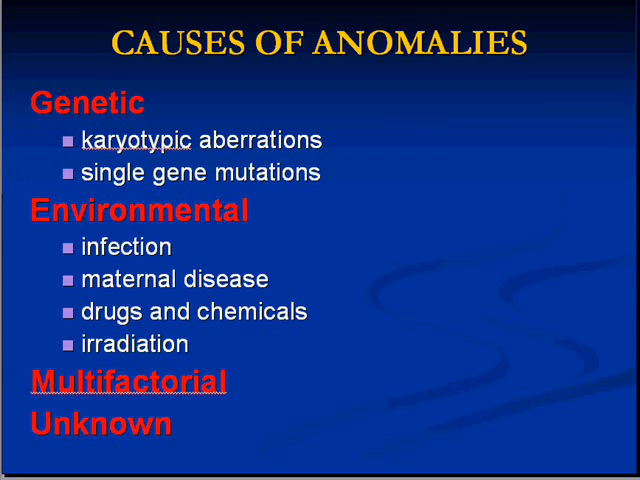 CAUSES OF ANOMALIES
Genetic
karyotypic aberrations
single gene mutations
Environmental
infection
maternal disease
drugs and chemicals
irradiation
Multifactorial
Unknown